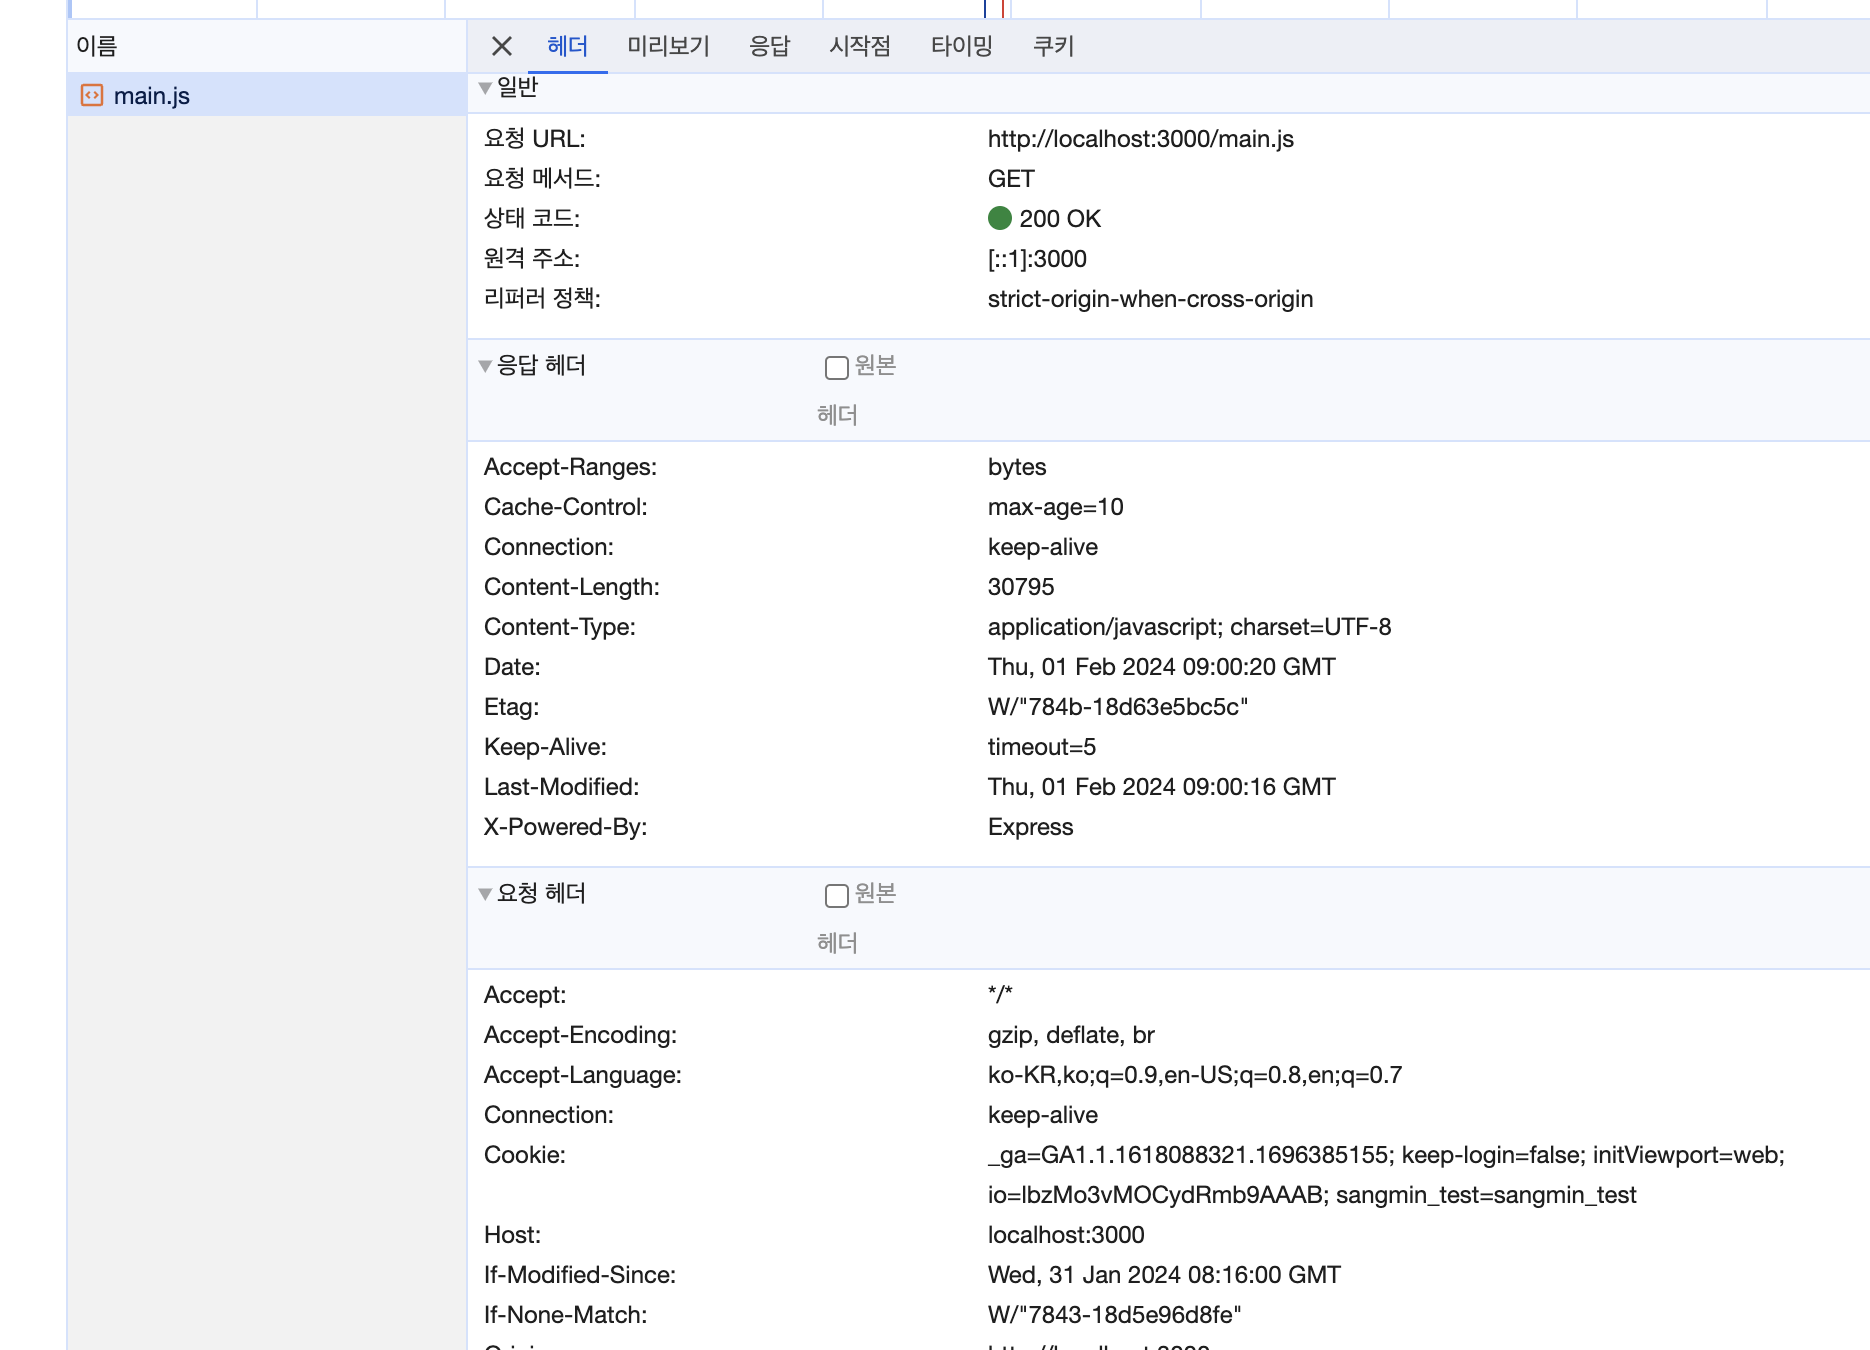 이름
헤더 미리보기 응답 시작점 타이밍 쿠키
main.js
일반
요청 URL: http://localhost:3000/main.js
요청 메서드: GET
상태 코드: 200 OK
원격 주소: [::1]:3000
리퍼러 정책: strict-origin-when-cross-origin
응답 헤더 원본
헤더
Accept-Ranges: bytes
Cache-Control: max-age=10
Connection: keep-alive
Content-Length: 30795
Content-Type: application/javascript; charset=UTF-8
Date: Thu, 01 Feb 2024 09:00:20 GMT
Etag: W/"784b-18d63e5bc5c"
Keep-Alive: timeout=5
Last-Modified: Thu, 01 Feb 2024 09:00:16 GMT
X-Powered-By: Express
요청 헤더 원본
헤더
Accept: */*
Accept-Encoding: gzip, deflate, br
Accept-Language: ko-KR,ko;q=0.9,en-US;q=0.8,en;q=0.7
Connection: keep-alive
Cookie: _ga=GA1.1.1618088321.1696385155; keep-login=false; initViewport=web;
io=lbzMo3vMOCydRmb9AAAB; sangmin_test=sangmin_test
Host: localhost:3000
If-Modified-Since: Wed, 31 Jan 2024 08:16:00 GMT
If-None-Match: W/"7843-18d5e96d8fe"